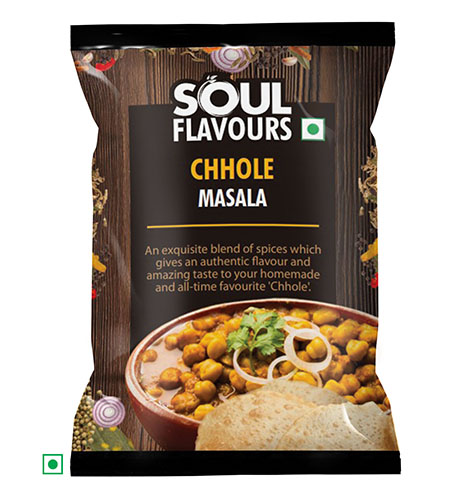 SOUL
FLAVOURS
CHHOLE
MASALA
An exquisite blend of spices which
gives an authentic flavour and
amazing taste to your homemade
and all-time favourite 'Chhole'.